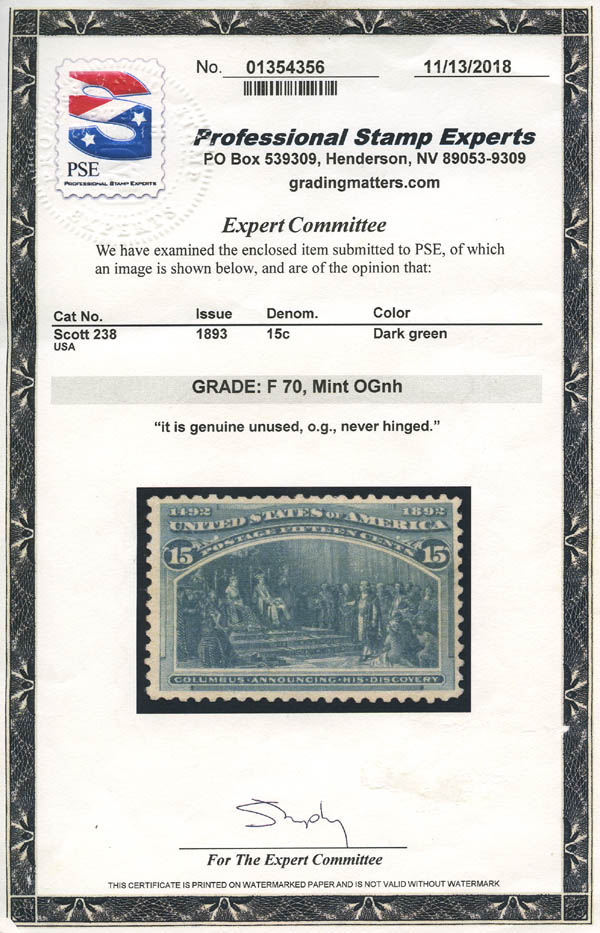 No. 01354356 11/13/2018
PSE
PROFESSIONAL STAMP EXPERTS
Professional Stamp Experts
PO Box 539309, Henderson, NV 89053-9309
gradingmatters.com
Expert Committee
We have examined the enclosed item submitted to PSE, of which
an image is shown below, and are of the opinion that:
Cat No. Issue Denom. Color
Scott 238 1893 15c Dark green
USA
GRADE: F 70, Mint OGnh
“it is genuine unused, o.g., never hinged.”
1492 1892
UNITED STATES OF AMERICA
POSTAGE FIFTEEN CENTS
15 15
COLUMBUS·ANNOUNCING·HIS·DISCOVERY
For The Expert Committee
THIS CERTIFICATE IS PRINTED ON WATERMARKED PAPER AND IS NOT VALID WITHOUT WATERMARK